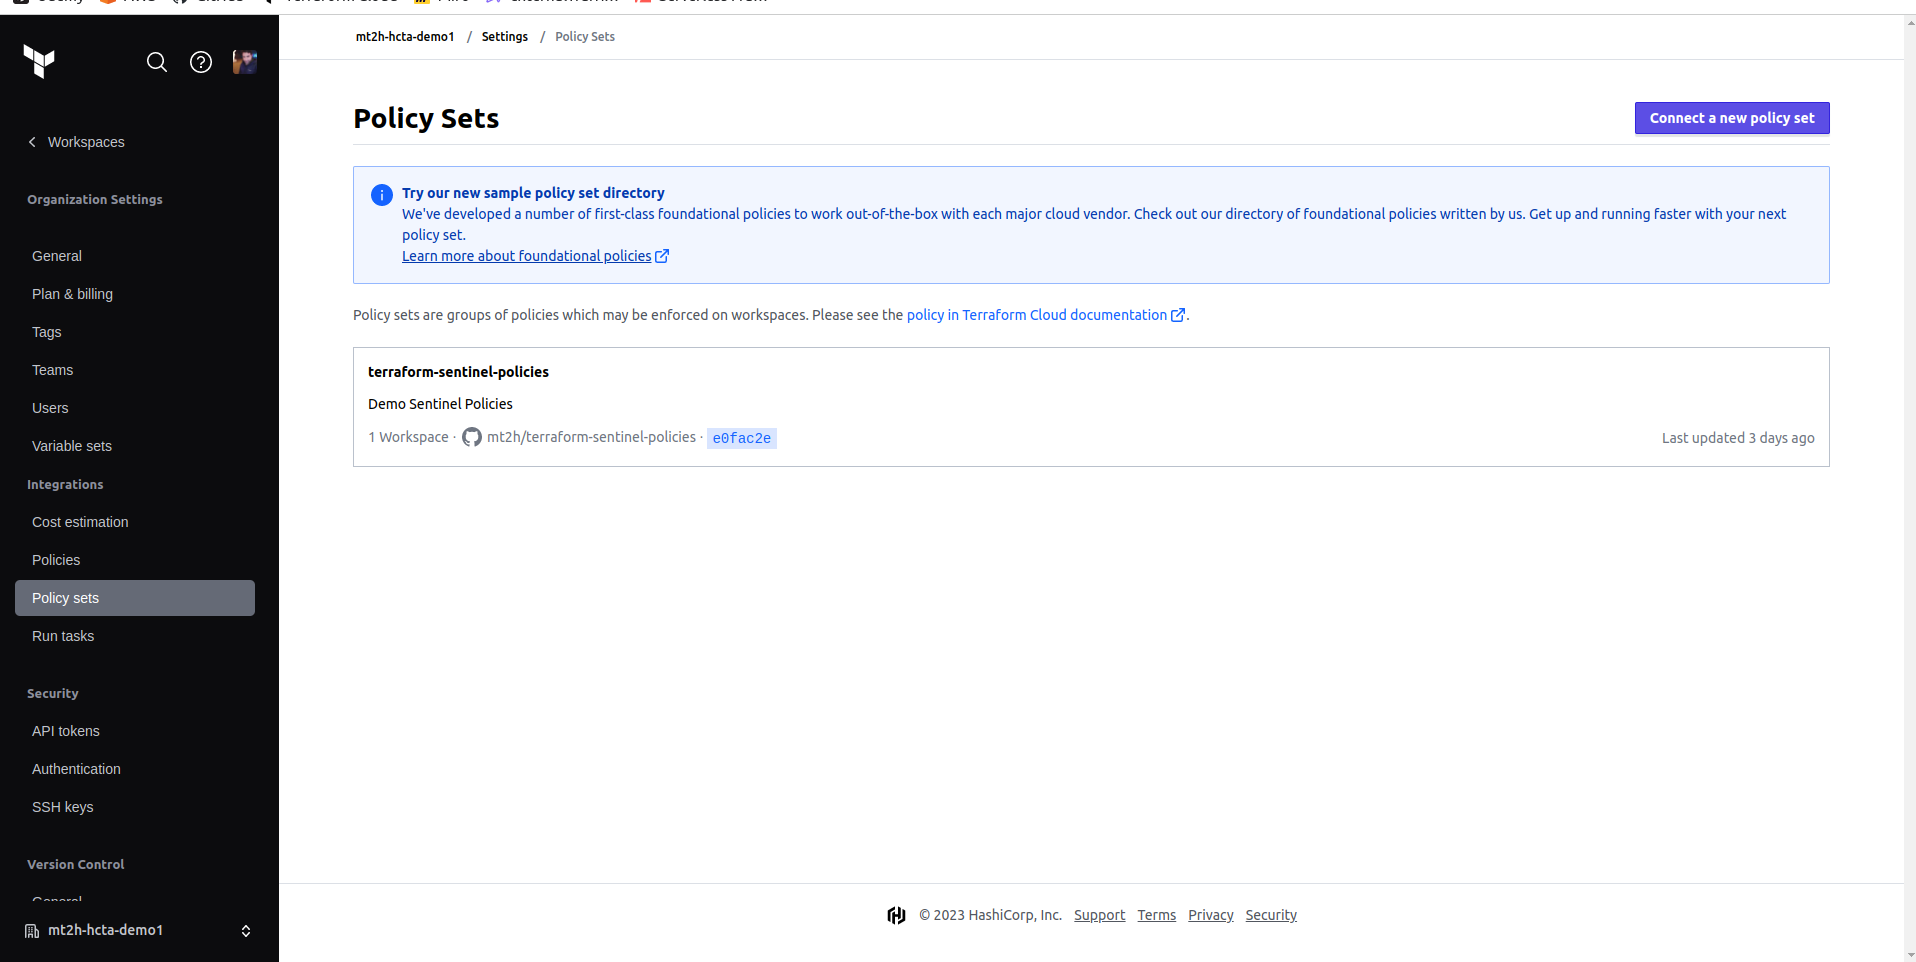 mt2h-hcta-demo1 / Settings / Policy Sets
Workspaces
Organization Settings
General
Plan & billing
Tags
Teams
Users
Variable sets
Integrations
Cost estimation
Policies
Policy sets
Run tasks
Security
API tokens
Authentication
SSH keys
Version Control
General
mt2h-hcta-demo1
Policy Sets
Connect a new policy set
Try our new sample policy set directory
We've developed a number of first-class foundational policies to work out-of-the-box with each major cloud vendor. Check out our directory of foundational policies written by us. Get up and running faster with your next
policy set.
Learn more about foundational policies
Policy sets are groups of policies which may be enforced on workspaces. Please see the policy in Terraform Cloud documentation.
terraform-sentinel-policies
Demo Sentinel Policies
1 Workspace · mt2h/terraform-sentinel-policies · e0fac2e
Last updated 3 days ago
© 2023 HashiCorp, Inc. Support Terms Privacy Security